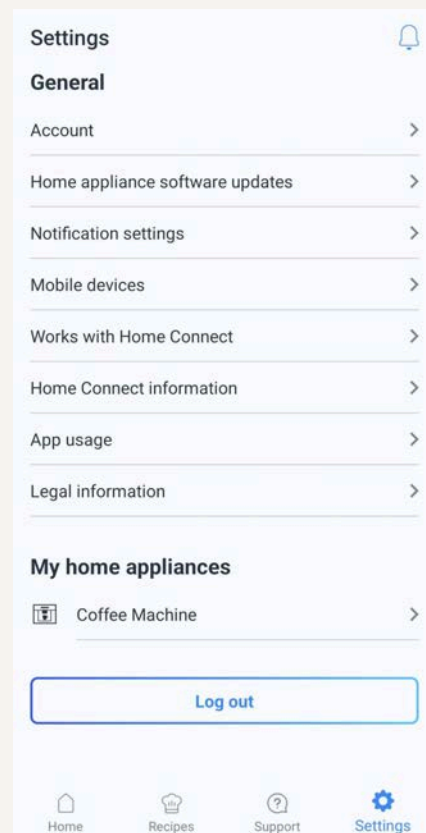 Settings
General
Account
Home appliance software updates
Notification settings
Mobile devices
Works with Home Connect
Home Connect information
App usage
Legal information
My home appliances
Coffee Machine
Log out
Home Recipes Support Settings